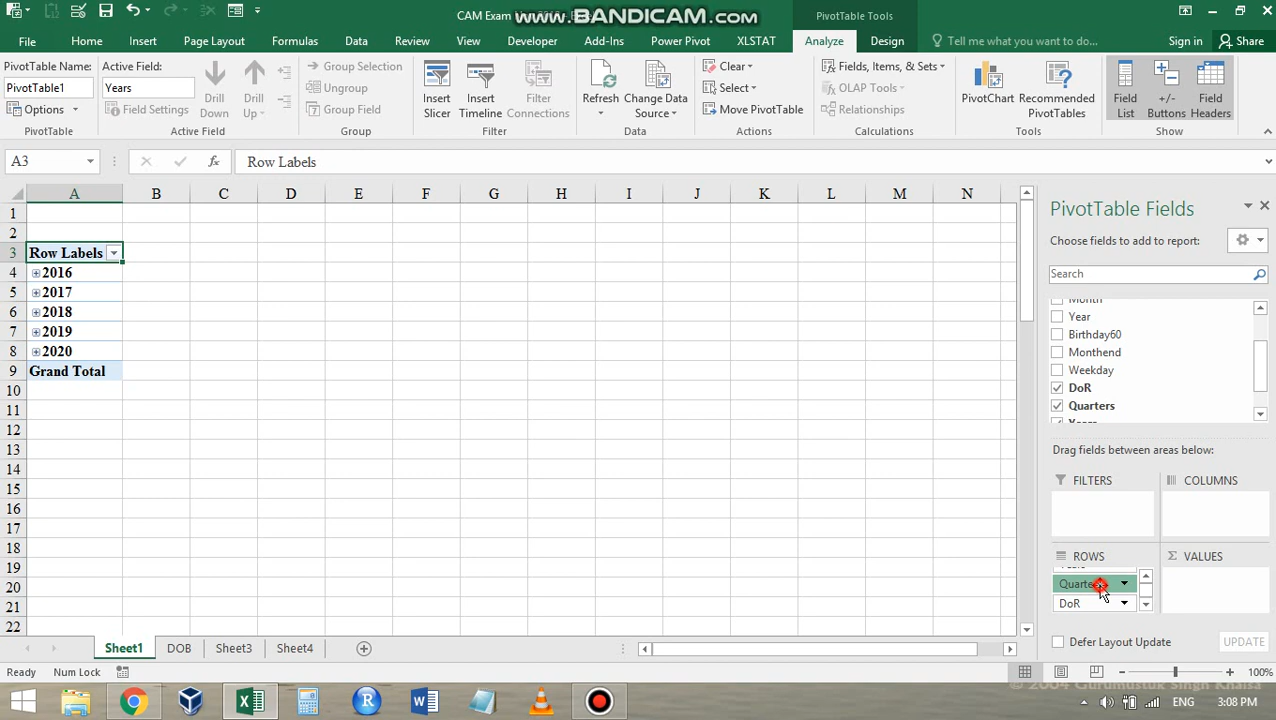 CAM Exam
www.BANDICAM.com
PivotTable Tools
File
Home
Insert
Page Layout
Formulas
Data
Review
View
Developer
Add-Ins
Power Pivot
XLSTAT
Analyze
Design
Tell me what you want to do...
Sign in
Share
PivotTable Name:
PivotTable1
Options
PivotTable
Active Field:
Years
Field Settings
Drill Down
Drill Up
Active Field
Group Selection
Ungroup
Group Field
Group
Insert Slicer
Insert Timeline
Filter Connections
Filter
Refresh
Change Data Source
Data
Clear
Select
Move PivotTable
Actions
Fields, Items, & Sets
OLAP Tools
Relationships
Calculations
PivotChart
Recommended PivotTables
Tools
Field List
+/- Buttons
Field Headers
Show
A3
fx
Row Labels
A B C D E F G H I J K L M N
1
2
3 Row Labels
4 2016
5 2017
6 2018
7 2019
8 2020
9 Grand Total
10
11
12
13
14
15
16
17
18
19
20
21
22
PivotTable Fields
Choose fields to add to report:
Search
Month
Year
Birthday60
Monthend
Weekday
DoR
Quarters
Years
Drag fields between areas below:
FILTERS
COLUMNS
ROWS
Σ VALUES
Years
Quarte
DoR
Defer Layout Update
UPDATE
Sheet1
DOB
Sheet3
Sheet4
Ready
Num Lock
100%
© 2004 Gurumustuk Singh Khalsa
ENG
3:08 PM